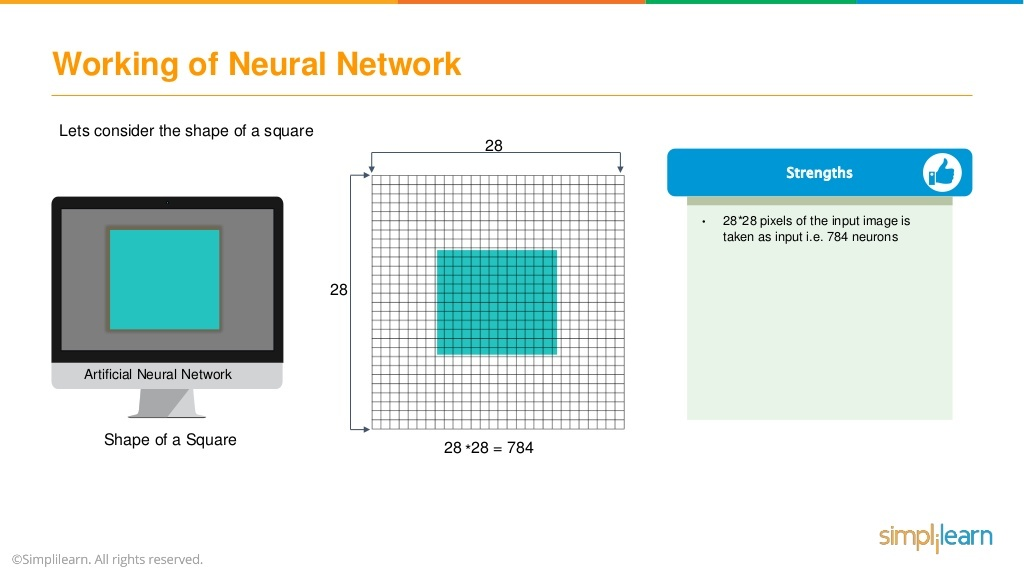 Working of Neural Network
Lets consider the shape of a square
28
Strengths
• 28*28 pixels of the input image is
taken as input i.e. 784 neurons
28
Artificial Neural Network
Shape of a Square
28 *28 = 784
simplilearn
©Simplilearn. All rights reserved.